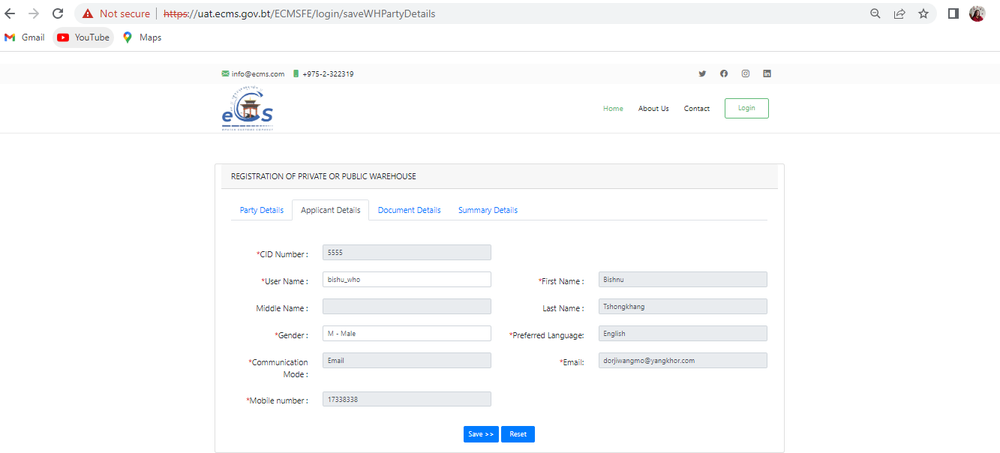 Not secure https://uat.ecms.gov.bt/ECMSFE/login/saveWHPartyDetails
Gmail YouTube Maps
info@ecms.com +975-2-322319
eCS
Home About Us Contact Login
REGISTRATION OF PRIVATE OR PUBLIC WAREHOUSE
Party Details Applicant Details Document Details Summary Details
*CID Number : 5555
*User Name : bishu_who *First Name : Bishnu
Middle Name : Last Name : Tshongkhang
*Gender : M - Male *Preferred Language: English
*Communication Mode : Email *Email: dorjiwangmo@yangkhor.com
*Mobile number : 17338338
Save >> Reset